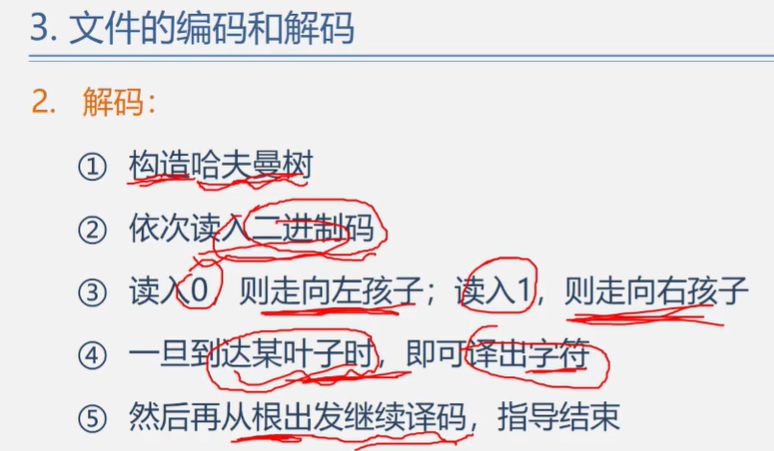 3. 文件的编码和解码
2. 解码：
① 构造哈夫曼树
② 依次读入二进制码
③ 读入0，则走向左孩子；读入1，则走向右孩子
④ 一旦到达某叶子时，即可译出字符
⑤ 然后再从根出发继续译码，指导结束